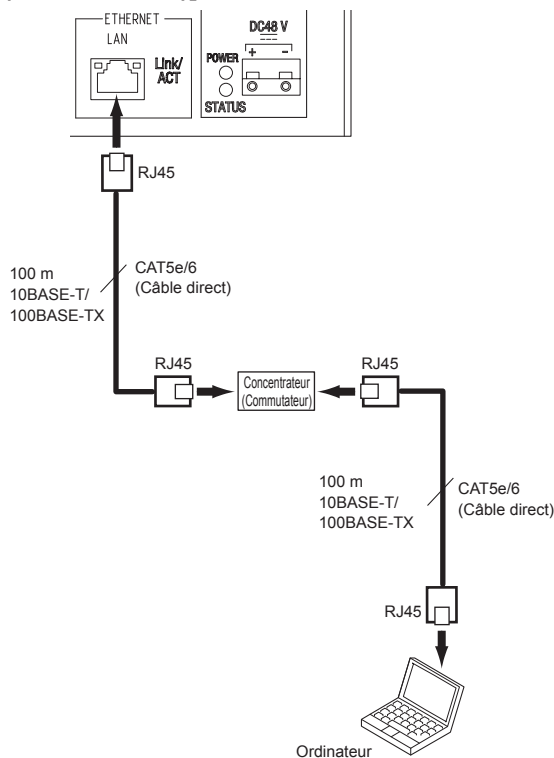 ETHERNET
LAN
Link/
ACT
DC48 V
POWER
+ -
STATUS
RJ45
100 m
10BASE-T/
100BASE-TX
CAT5e/6
(Câble direct)
RJ45
Concentrateur
(Commutateur)
RJ45
100 m
10BASE-T/
100BASE-TX
CAT5e/6
(Câble direct)
RJ45
Ordinateur